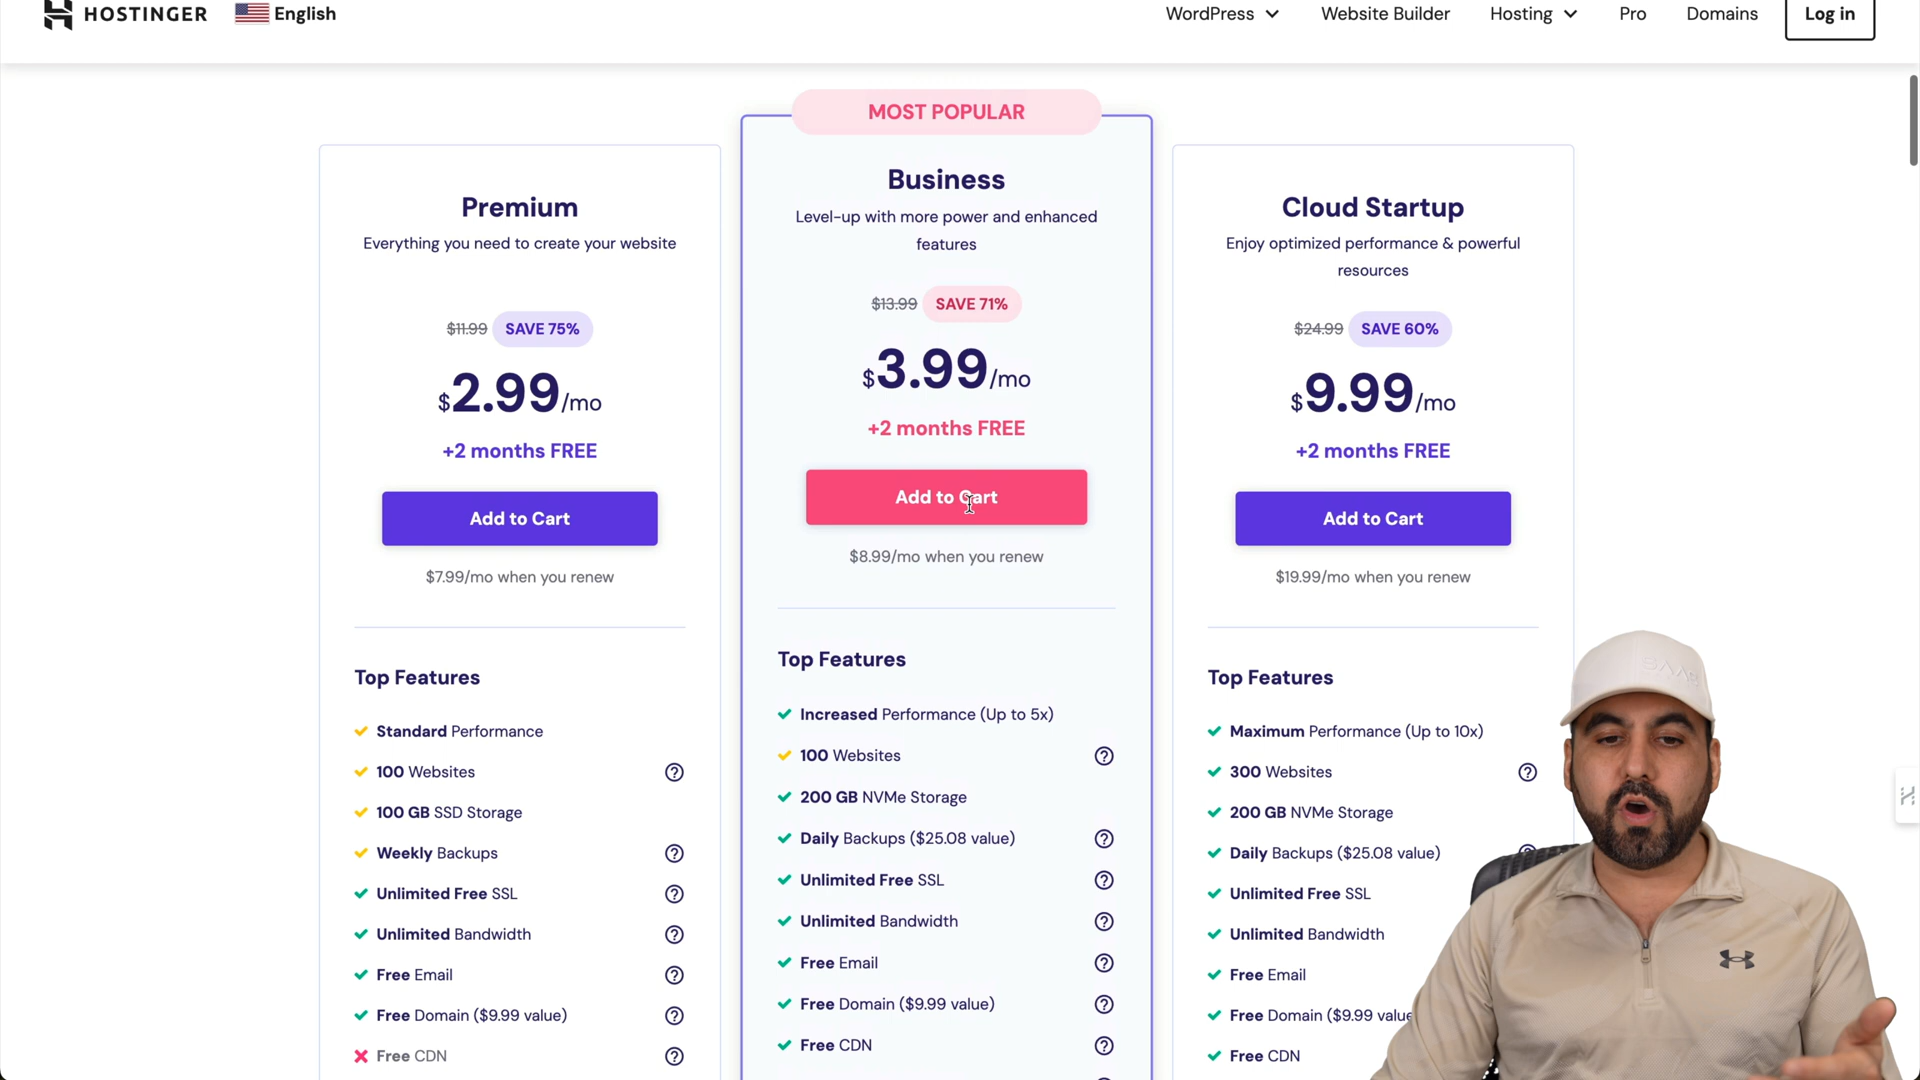 HOSTINGER
English
WordPress
Website Builder
Hosting
Pro
Domains
Log in
Premium
Everything you need to create your website
$11.99 SAVE 75%
$2.99/mo
+2 months FREE
Add to Cart
$7.99/mo when you renew
Top Features
Standard Performance
100 Websites
100 GB SSD Storage
Weekly Backups
Unlimited Free SSL
Unlimited Bandwidth
Free Email
Free Domain ($9.99 value)
Free CDN
MOST POPULAR
Business
Level-up with more power and enhanced
features
$13.99 SAVE 71%
$3.99/mo
+2 months FREE
Add to Cart
$8.99/mo when you renew
Top Features
Increased Performance (Up to 5x)
100 Websites
200 GB NVMe Storage
Daily Backups ($25.08 value)
Unlimited Free SSL
Unlimited Bandwidth
Free Email
Free Domain ($9.99 value)
Free CDN
Cloud Startup
Enjoy optimized performance & powerful
resources
$24.99 SAVE 60%
$9.99/mo
+2 months FREE
Add to Cart
$19.99/mo when you renew
Top Features
Maximum Performance (Up to 10x)
300 Websites
200 GB NVMe Storage
Daily Backups ($25.08 value)
Unlimited Free SSL
Unlimited Bandwidth
Free Email
Free Domain ($9.99 value
Free CDN